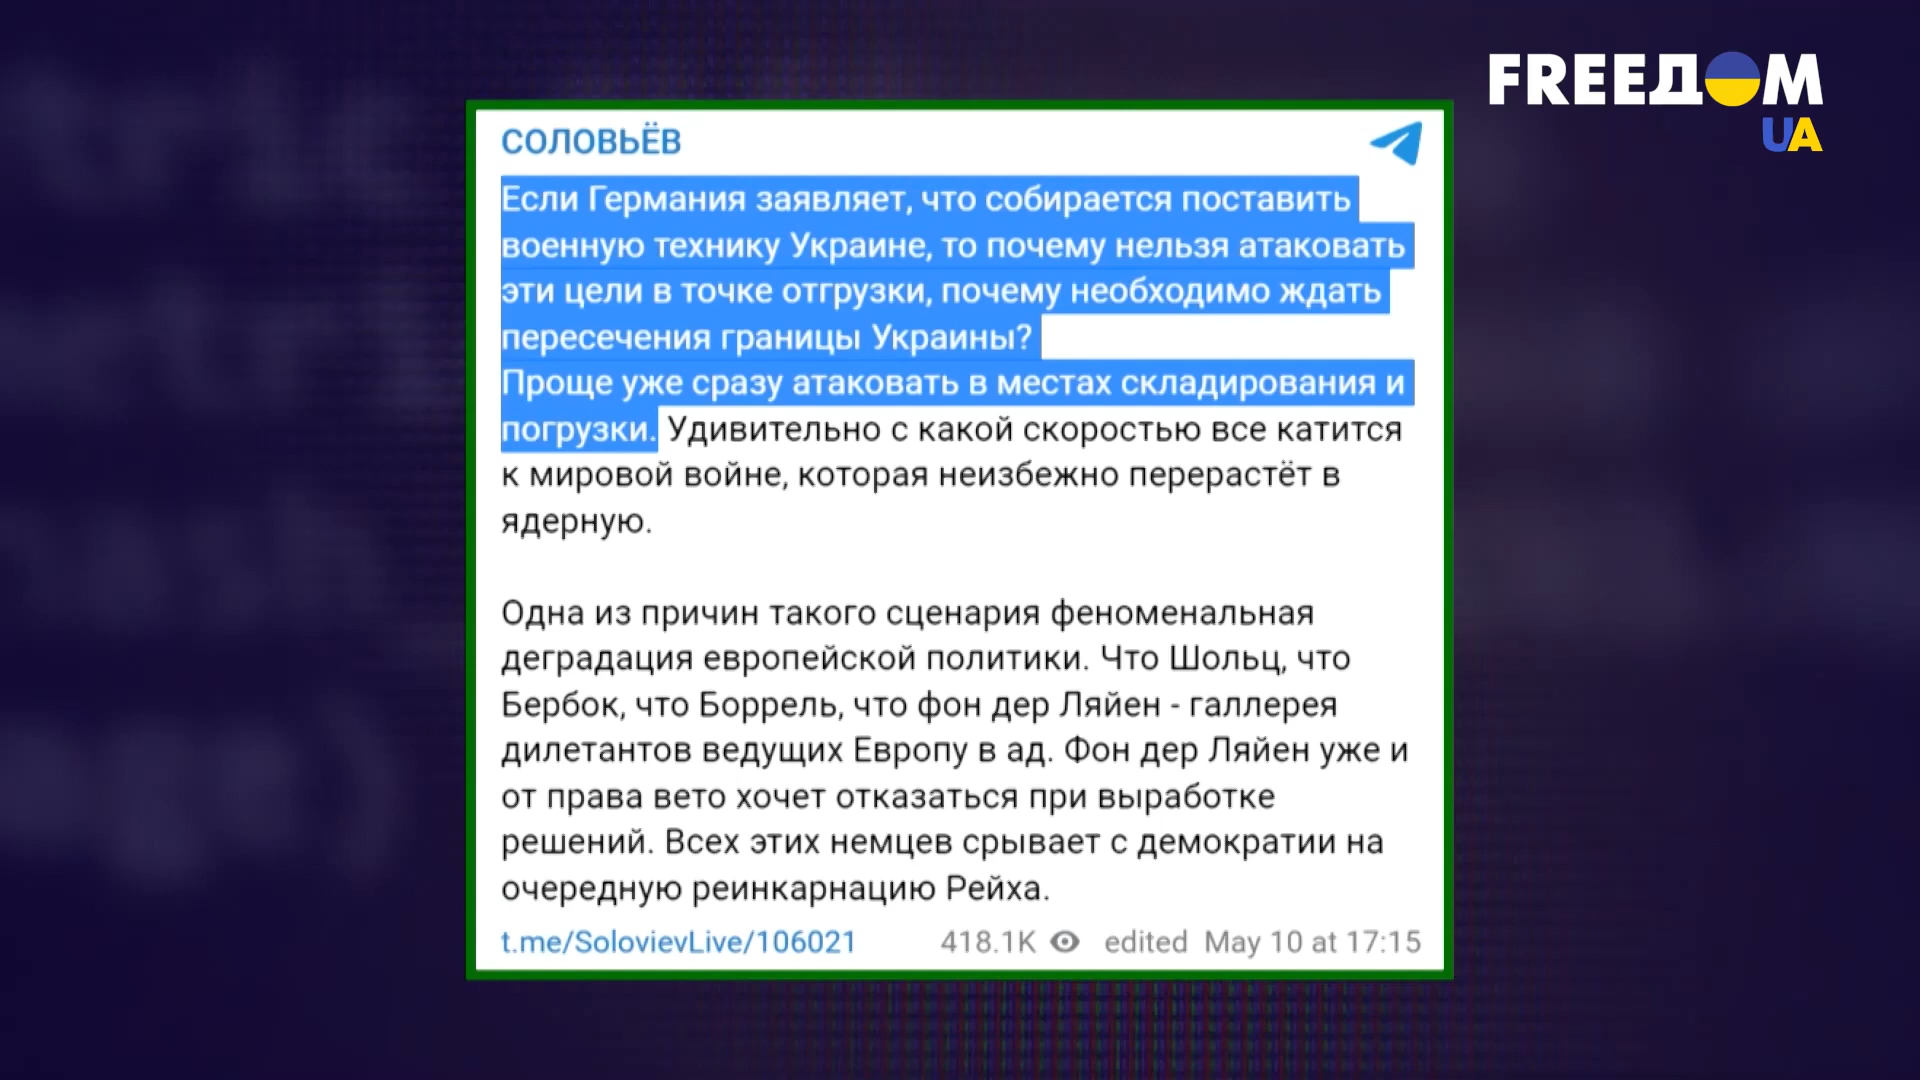 FREEДOM
UA
СОЛОВЬЁВ
Если Германия заявляет, что собирается поставить
военную технику Украине, то почему нельзя атаковать
эти цели в точке отгрузки, почему необходимо ждать
пересечения границы Украины?
Проще уже сразу атаковать в местах складирования и
погрузки. Удивительно с какой скоростью все катится
к мировой войне, которая неизбежно перерастёт в
ядерную.
Одна из причин такого сценария феноменальная
деградация европейской политики. Что Шольц, что
Бербок, что Боррель, что фон дер Ляйен - галлерея
дилетантов ведущих Европу в ад. Фон дер Ляйен уже и
от права вето хочет отказаться при выработке
решений. Всех этих немцев срывает с демократии на
очередную реинкарнацию Рейха.
t.me/SolovievLive/106021 418.1K edited May 10 at 17:15